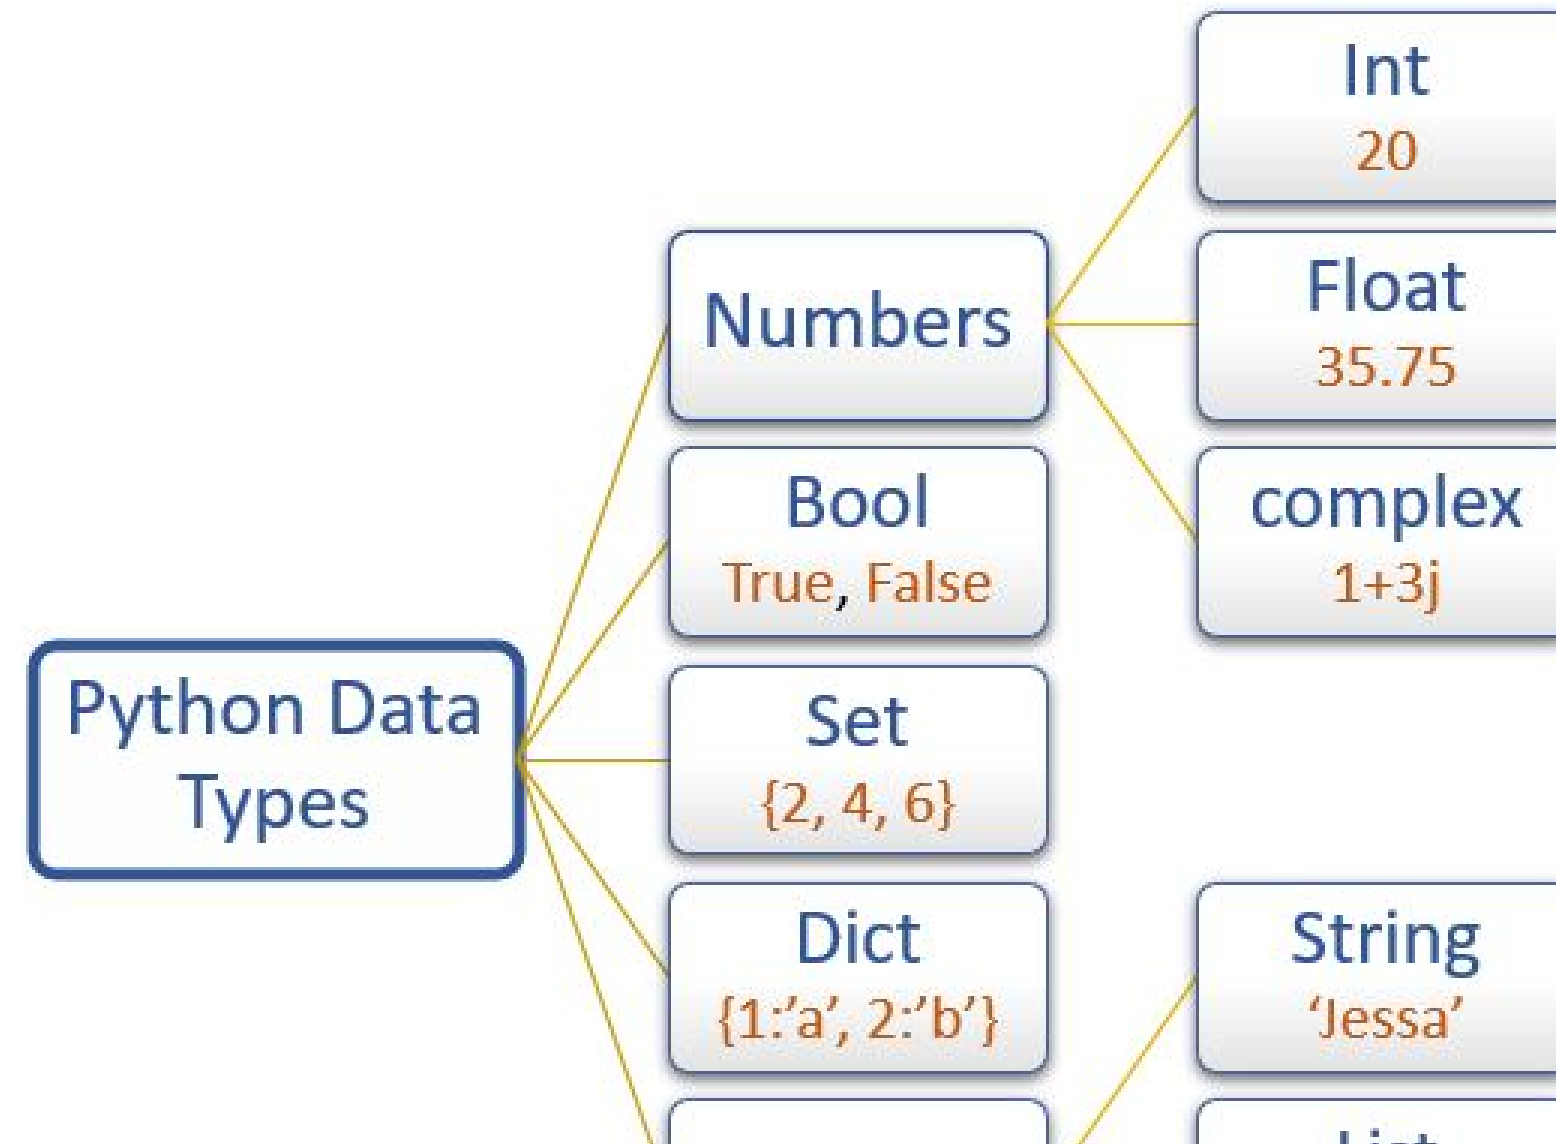 Int
20
Numbers
Float
35.75
Bool
True, False
complex
1+3j
Python Data
Types
Set
{2, 4, 6}
Dict
{1:’a’, 2:’b’}
String
‘Jessa’
List